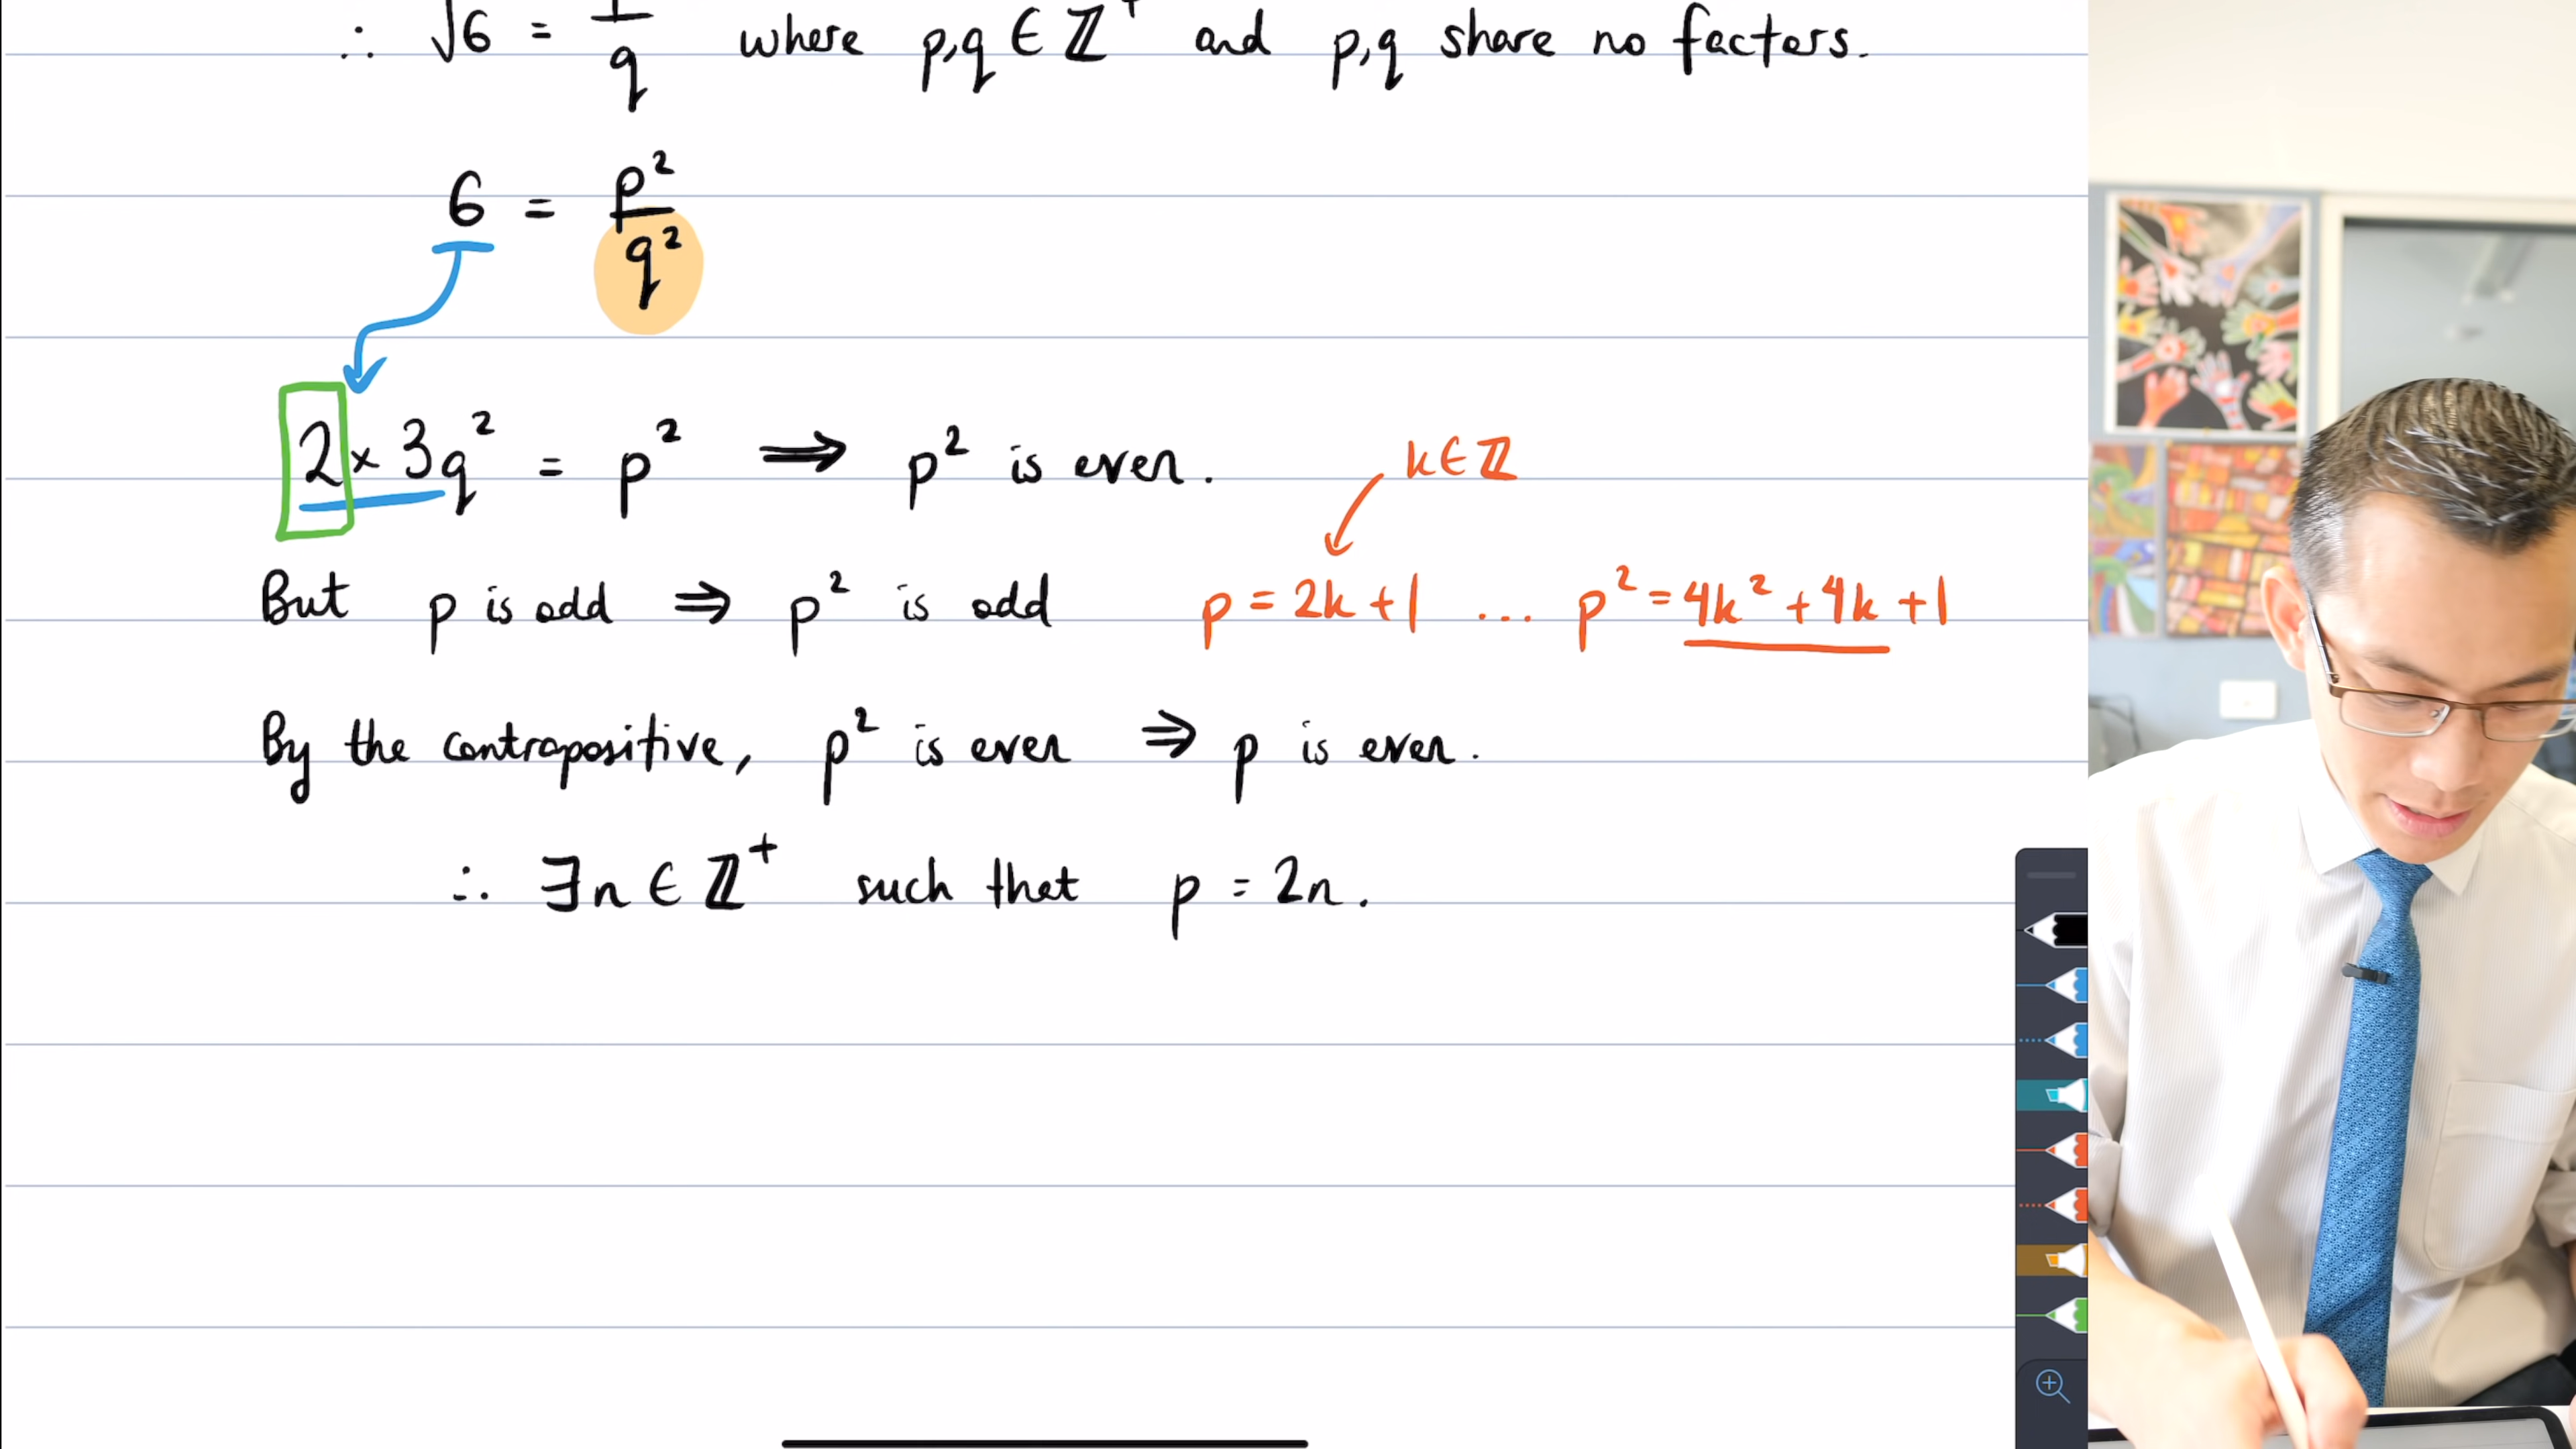 ∴ √6 = p/q where p,q ∈ ℤ⁺ and p,q share no factors.
6 = p²/q²
2 × 3q² = p² ⟹ p² is even.
k ∈ ℤ
But p is odd ⇒ p² is odd
p = 2k + 1 ... p² = 4k² + 4k + 1
By the contrapositive, p² is even ⇒ p is even.
∴ ∃n ∈ ℤ⁺ such that p = 2n.